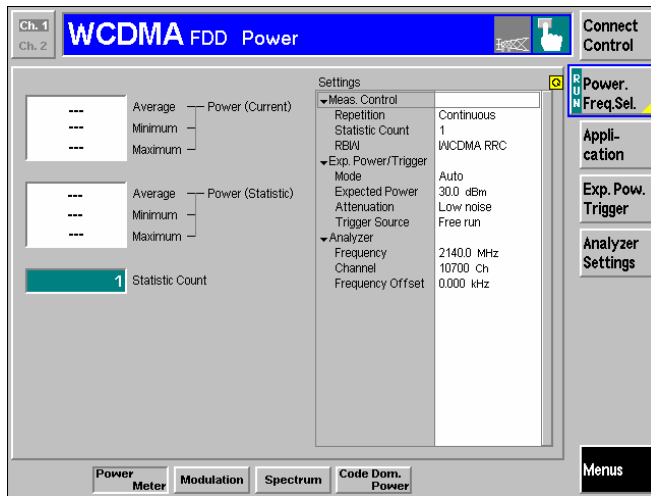 Ch. 1
Ch. 2
WCDMA FDD Power
Connect
Control
RUN
Power.
Freq.Sel.
Appli-
cation
Exp. Pow.
Trigger
Analyzer
Settings
Menus
--- Average Power (Current)
--- Minimum
--- Maximum
--- Average Power (Statistic)
--- Minimum
--- Maximum
1 Statistic Count
Settings
Meas. Control
Repetition Continuous
Statistic Count 1
RBW WCDMA RRC
Exp. Power/Trigger
Mode Auto
Expected Power 30.0 dBm
Attenuation Low noise
Trigger Source Free run
Analyzer
Frequency 2140.0 MHz
Channel 10700 Ch
Frequency Offset 0.000 kHz
Power
Meter
Modulation
Spectrum
Code Dom.
Power